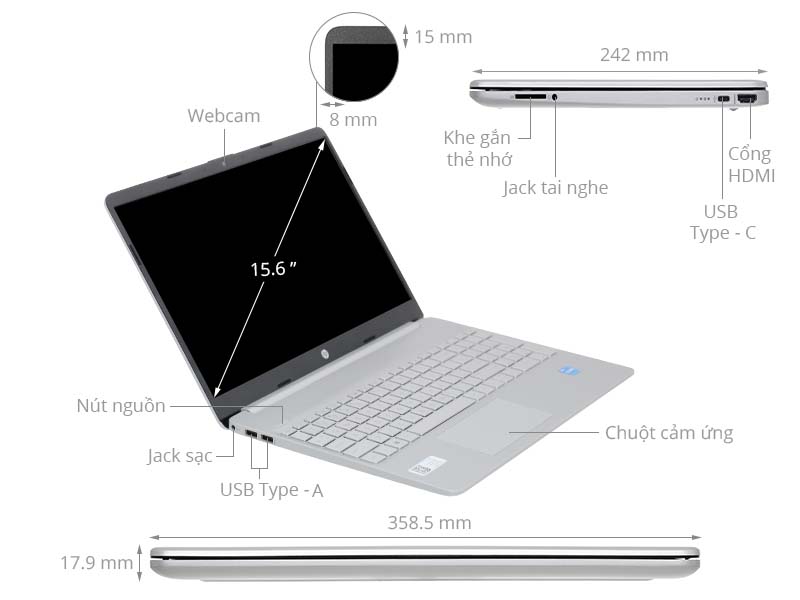 15 mm
8 mm
Webcam
242 mm
Khe gắn
thẻ nhớ
Jack tai nghe
Cổng
HDMI
USB
Type - C
15.6 ”
hp
Nút nguồn
Jack sạc
USB Type - A
Chuột cảm ứng
358.5 mm
17.9 mm